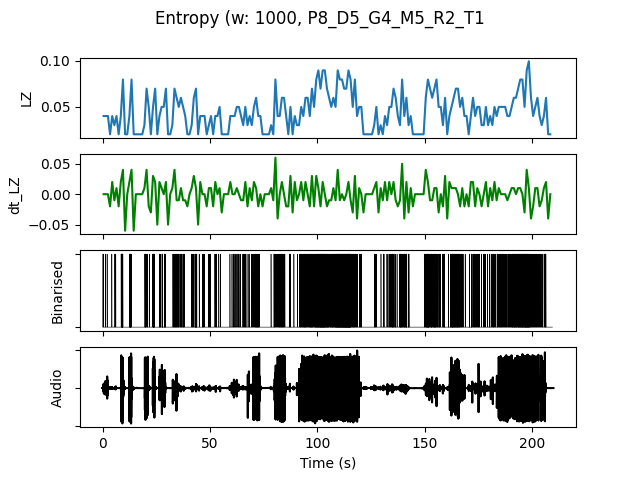 Entropy (w: 1000, P8_D5_G4_M5_R2_T1
0.10
0.05
LZ
0.05
0.00
−0.05
dt_LZ
Binarised
Audio
0
50
100
150
200
Time (s)